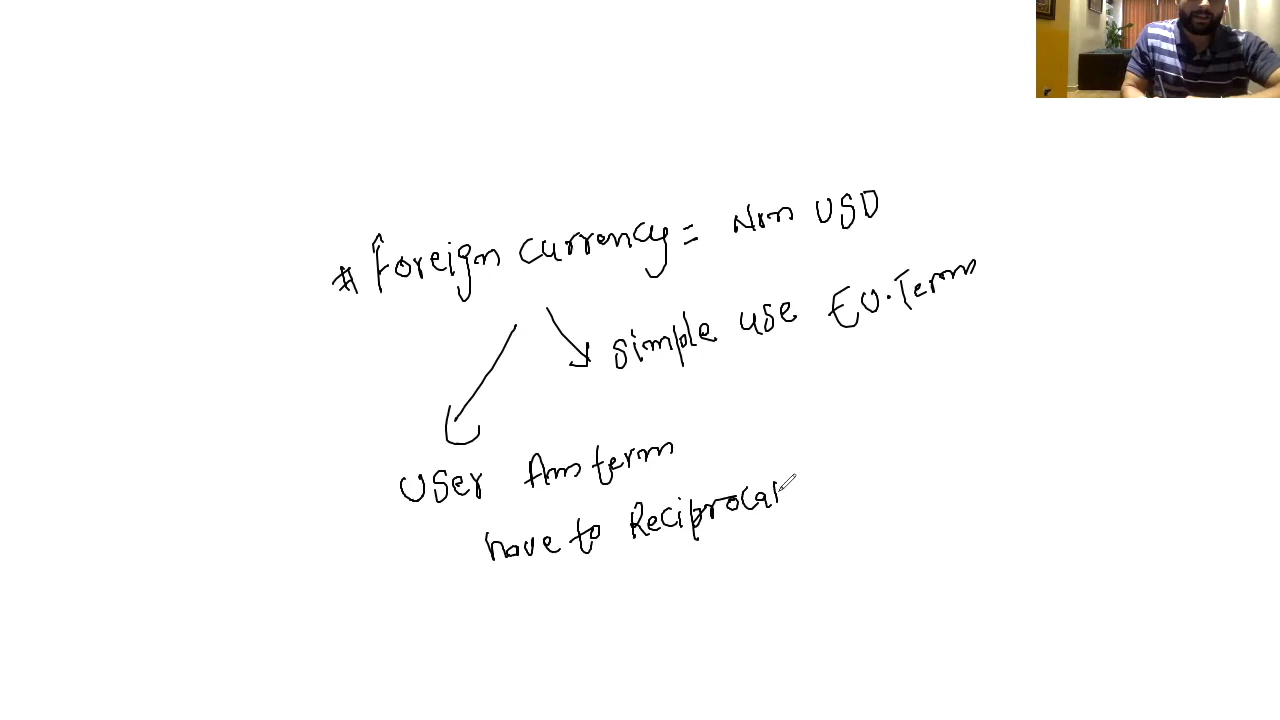 * Foreign currency = Non USD
simple use EU. Term
User Am term
have to Reciprocal